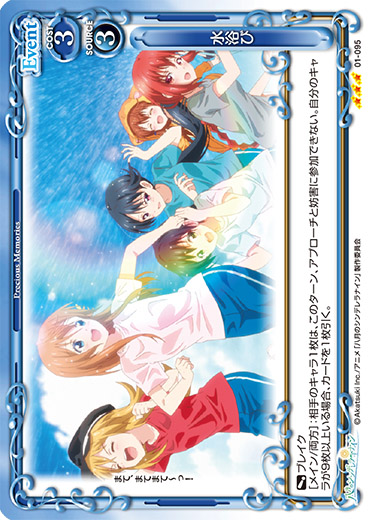 Event
COST
3
SOURCE
3
水浴び
01-095
Precious Memories
まて、まてまて～っ！
ブレイク
[メイン/両方]:相手のキャラ1枚は、このターン、アプローチと妨害に参加できない。自分のキャ
ラが9枚以上いる場合、カードを1枚引く。
©Akatsuki Inc./アニメ「八月のシンデレラナイン」製作委員会